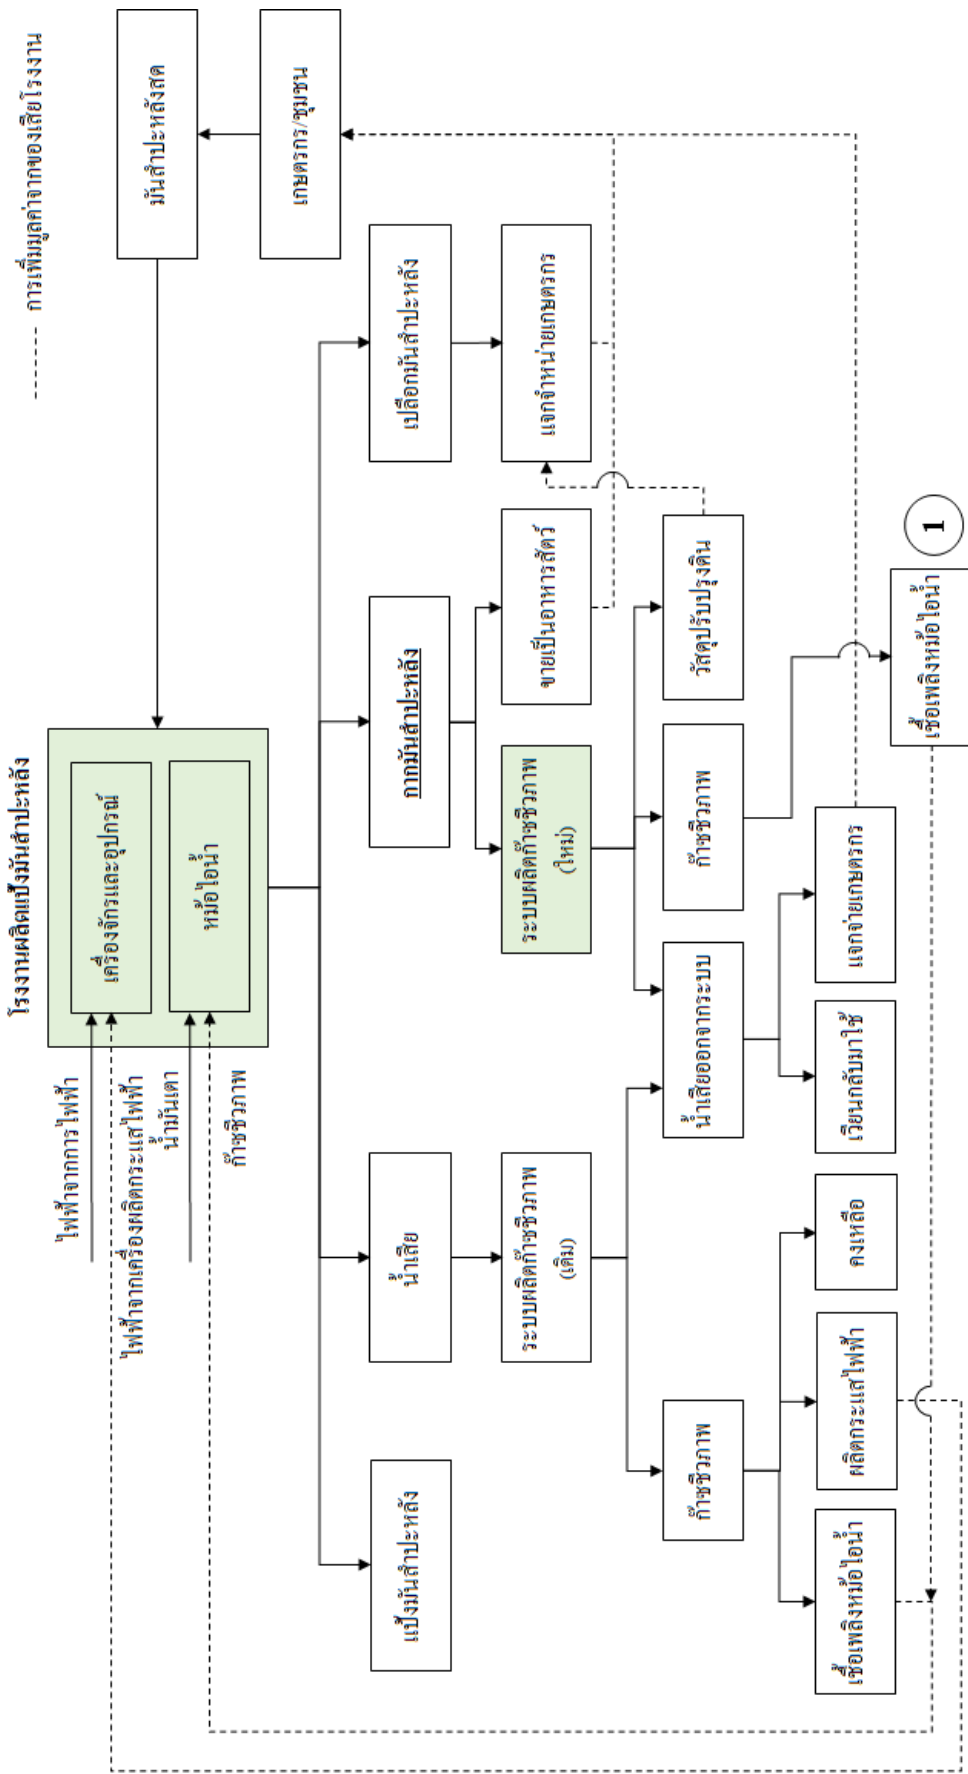 โรงงานผลิตแป้งมันสำปะหลัง
------ การเพิ่มมูลค่าจากของเสียโรงงาน
ไฟฟ้าจากการไฟฟ้า
ไฟฟ้าจากเครื่องผลิตกระแสไฟฟ้า
น้ำมันเตา
ก๊าซชีวภาพ
เครื่องจักรและอุปกรณ์
หม้อไอน้ำ
มันสำปะหลังสด
เกษตรกร/ชุมชน
แป้งมันสำปะหลัง
น้ำเสีย
กากมันสำปะหลัง
เปลือกมันสำปะหลัง
ระบบผลิตก๊าซชีวภาพ
(เดิม)
ระบบผลิตก๊าซชีวภาพ
(ใหม่)
ขายเป็นอาหารสัตว์
แจกจำหน่ายเกษตรกร
ก๊าซชีวภาพ
น้ำเสียออกจากระบบ
ก๊าซชีวภาพ
วัสดุปรับปรุงดิน
เชื้อเพลิงหม้อไอน้ำ
ผลิตกระแสไฟฟ้า
คงเหลือ
เวียนกลับมาใช้
แจกจ่ายเกษตรกร
เชื้อเพลิงหม้อไอน้ำ
1